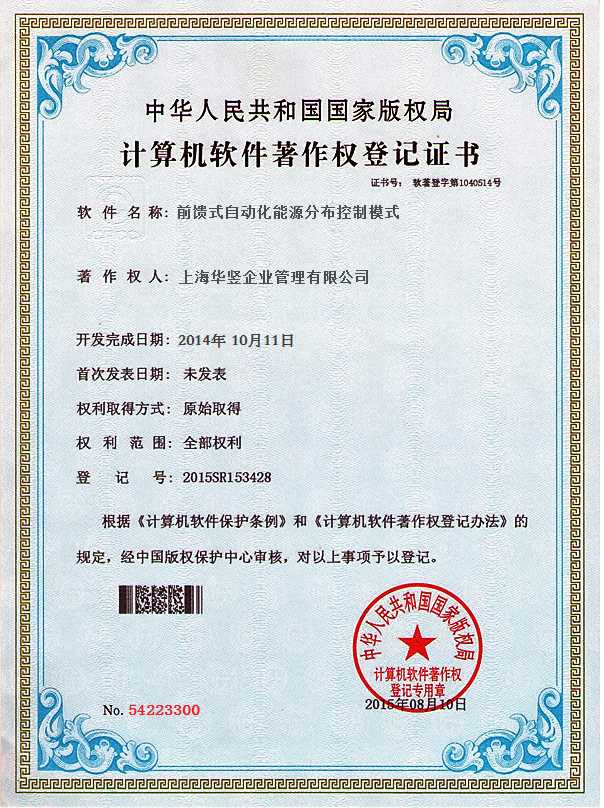 中华人民共和国国家版权局
计算机软件著作权登记证书
证书号： 软著登字第1040514号
软 件 名 称： 前馈式自动化能源分布控制模式
著 作 权 人： 上海华竖企业管理有限公司
开发完成日期： 2014年 10月11日
首次发表日期： 未发表
权利取得方式： 原始取得
权 利 范 围： 全部权利
登 记 号： 2015SR153428
根据《计算机软件保护条例》和《计算机软件著作权登记办法》的
规定，经中国版权保护中心审核，对以上事项予以登记。
中华人民共和国国家版权局
计算机软件著作权
登记专用章
2015年08月10日
No. 54223300